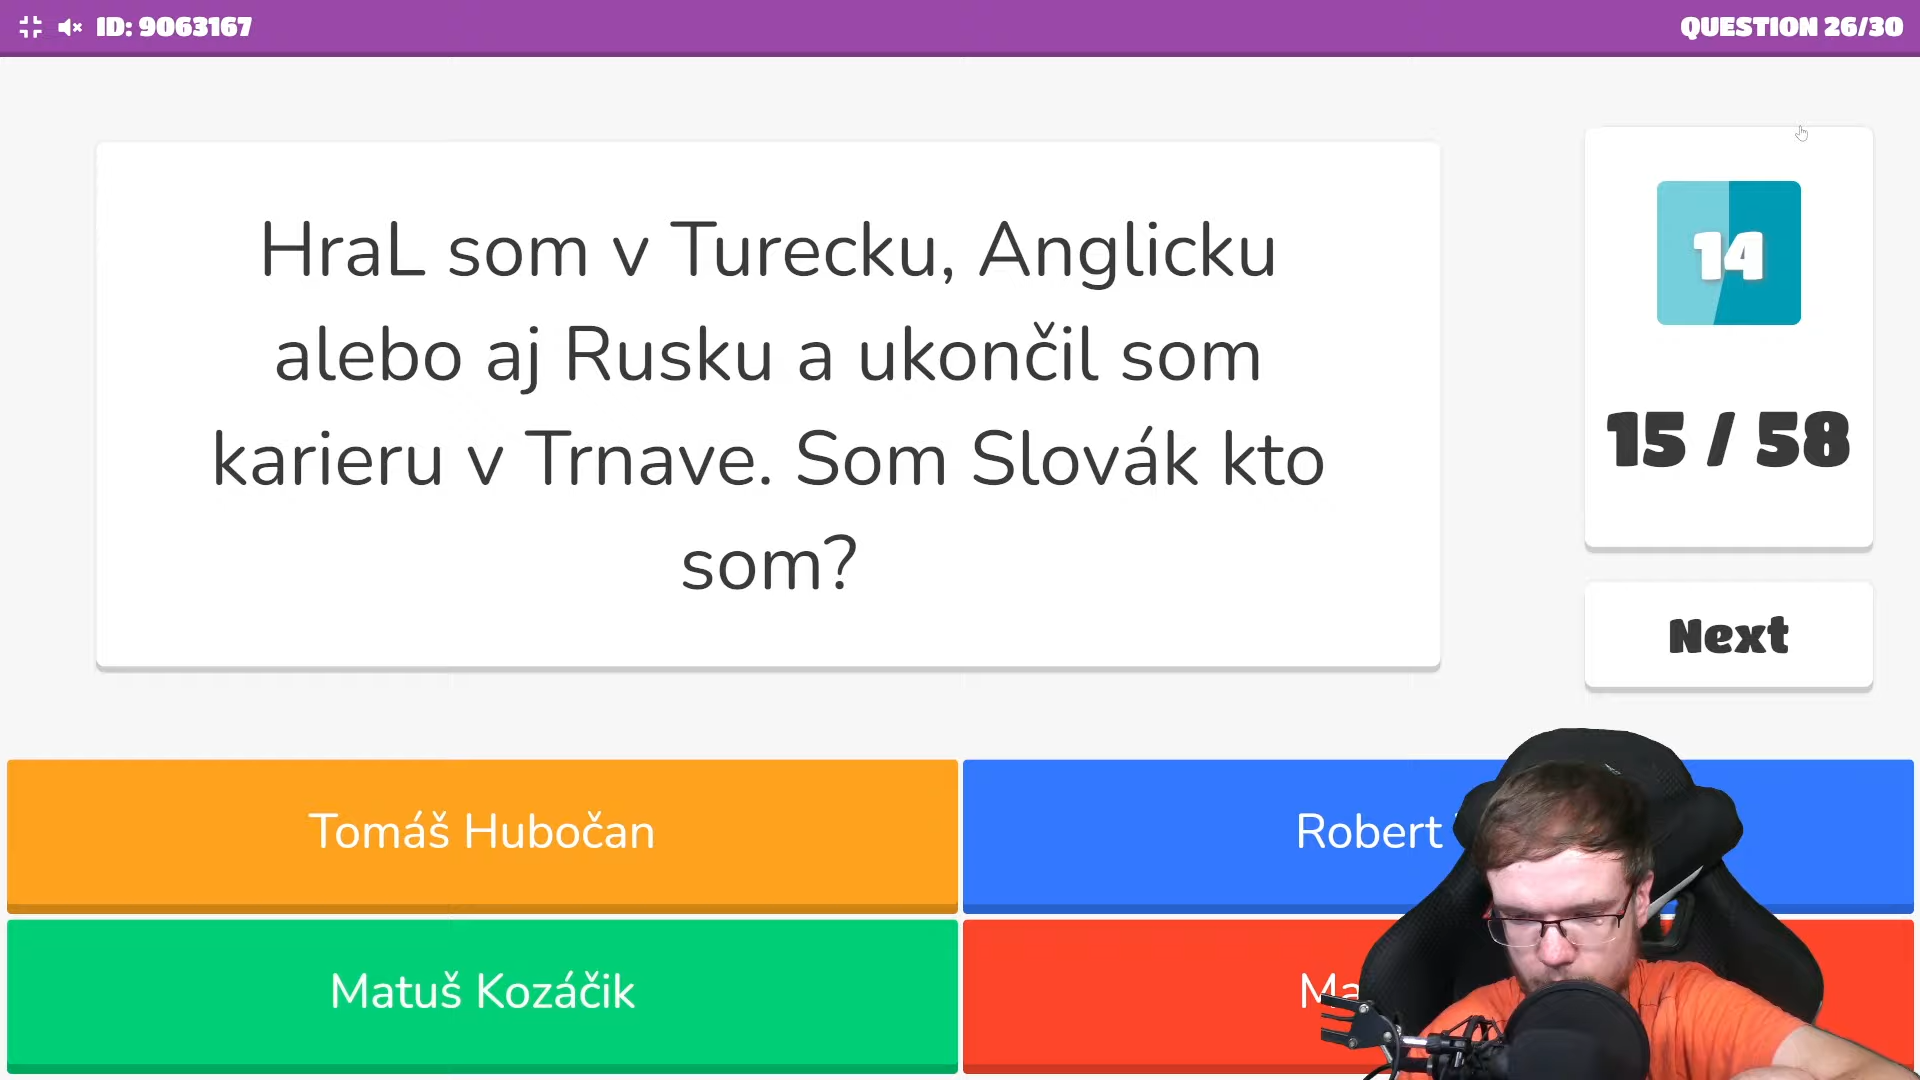 ID: 9063167
QUESTION 26/30
HraL som v Turecku, Anglicku
alebo aj Rusku a ukončil som
karieru v Trnave. Som Slovák kto
som?
14
15 / 58
Next
Tomáš Hubočan
Robert
Matuš Kozáčik